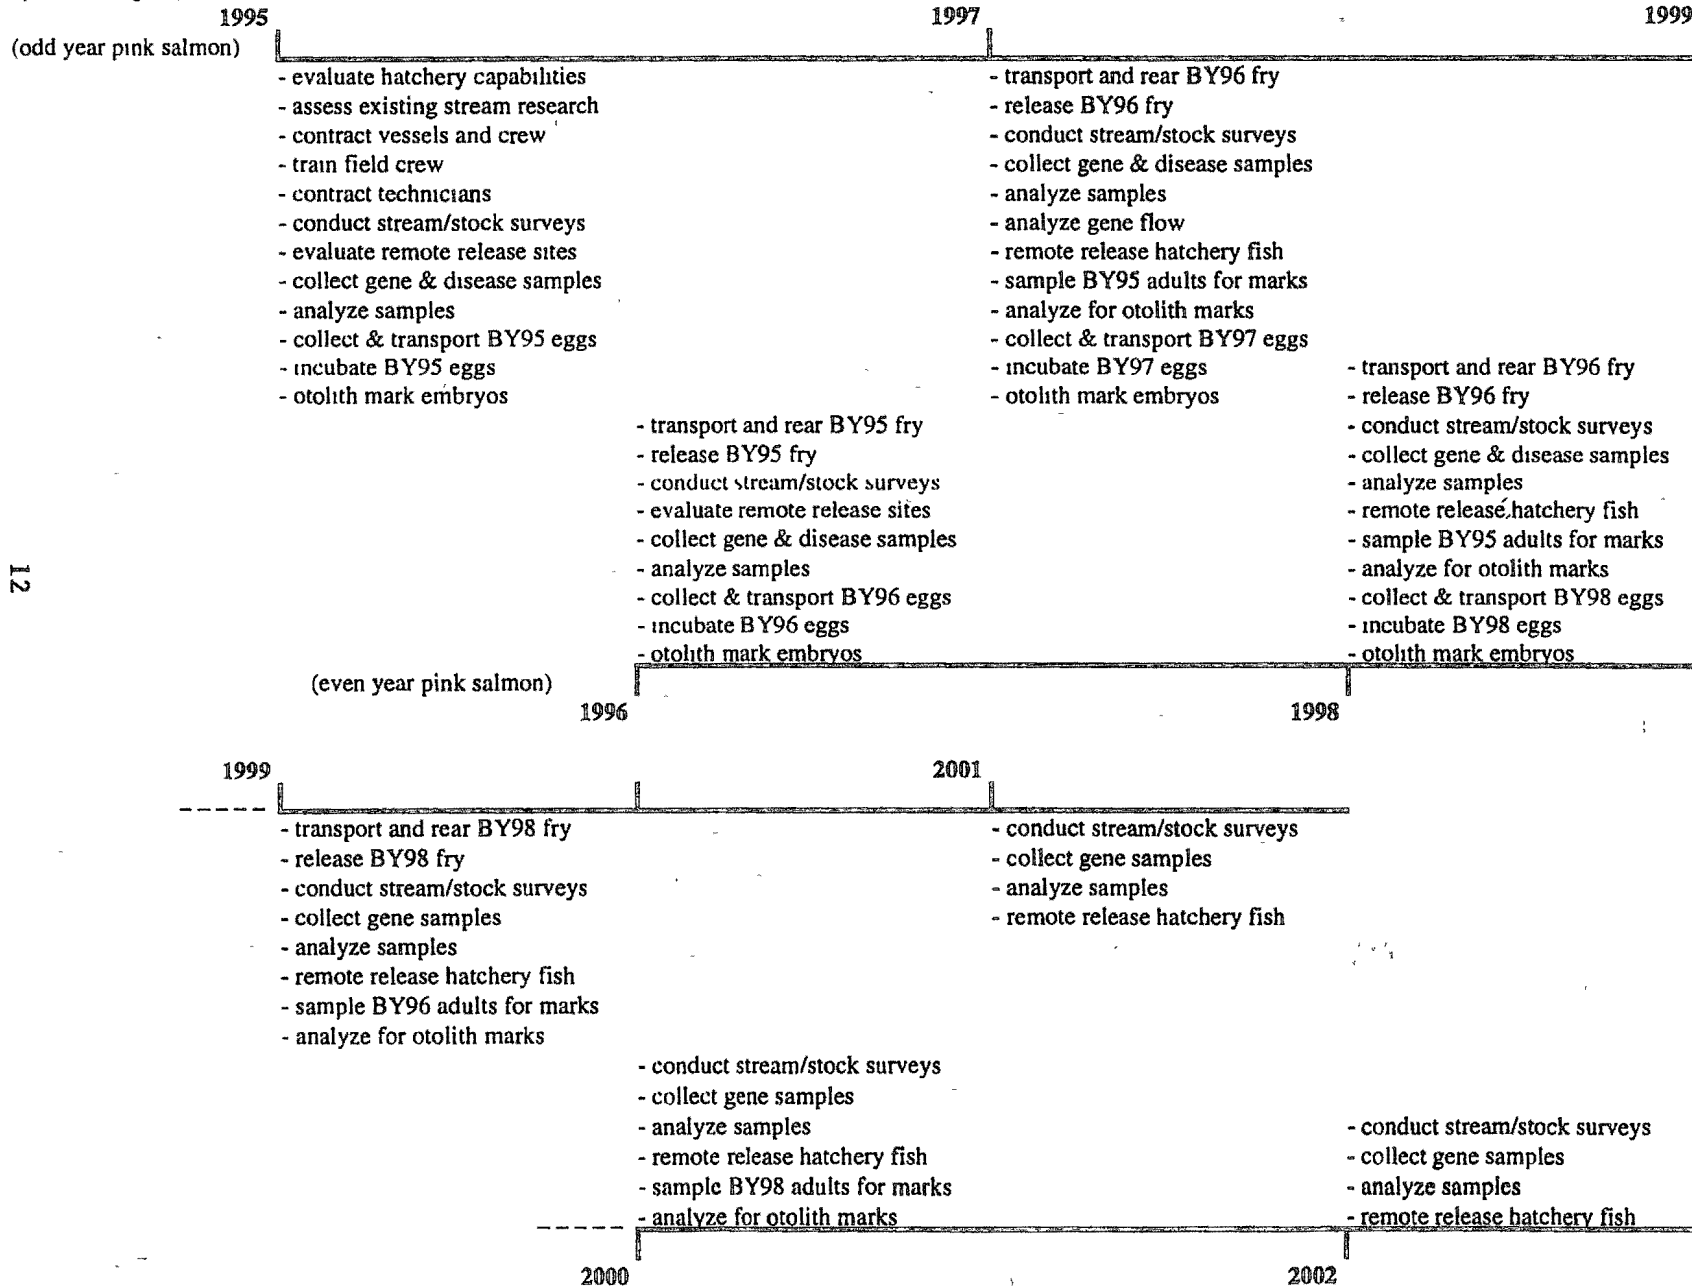 1995
1997
1999
(odd year pink salmon)
- evaluate hatchery capabilities
- assess existing stream research
- contract vessels and crew
- train field crew
- contract technicians
- conduct stream/stock surveys
- evaluate remote release sites
- collect gene & disease samples
- analyze samples
- collect & transport BY95 eggs
- incubate BY95 eggs
- otolith mark embryos
- transport and rear BY96 fry
- release BY96 fry
- conduct stream/stock surveys
- collect gene & disease samples
- analyze samples
- analyze gene flow
- remote release hatchery fish
- sample BY95 adults for marks
- analyze for otolith marks
- collect & transport BY97 eggs
- incubate BY97 eggs
- otolith mark embryos
- transport and rear BY95 fry
- release BY95 fry
- conduct stream/stock surveys
- evaluate remote release sites
- collect gene & disease samples
- analyze samples
- collect & transport BY96 eggs
- incubate BY96 eggs
- otolith mark embryos
- transport and rear BY96 fry
- release BY96 fry
- conduct stream/stock surveys
- collect gene & disease samples
- analyze samples
- remote release hatchery fish
- sample BY95 adults for marks
- analyze for otolith marks
- collect & transport BY98 eggs
- incubate BY98 eggs
- otolith mark embryos
(even year pink salmon)
1996
1998
12
1999
2001
- transport and rear BY98 fry
- release BY98 fry
- conduct stream/stock surveys
- collect gene samples
- analyze samples
- remote release hatchery fish
- sample BY96 adults for marks
- analyze for otolith marks
- conduct stream/stock surveys
- collect gene samples
- analyze samples
- remote release hatchery fish
- conduct stream/stock surveys
- collect gene samples
- analyze samples
- remote release hatchery fish
- sample BY98 adults for marks
- analyze for otolith marks
- conduct stream/stock surveys
- collect gene samples
- analyze samples
- remote release hatchery fish
2000
2002